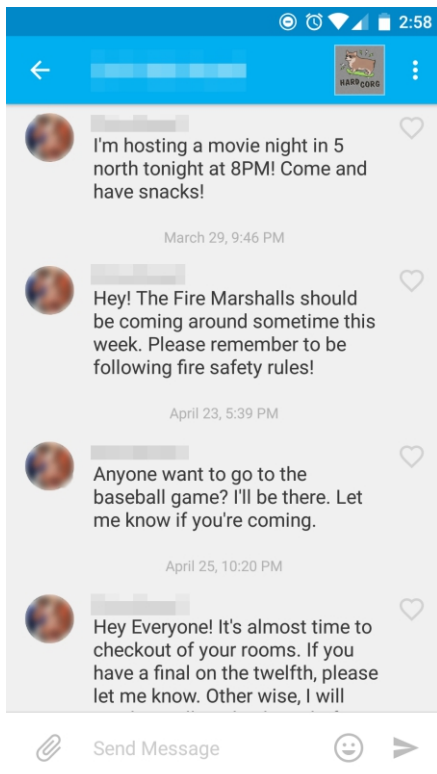 2:58
HARD CORG
I'm hosting a movie night in 5
north tonight at 8PM! Come and
have snacks!
March 29, 9:46 PM
Hey! The Fire Marshalls should
be coming around sometime this
week. Please remember to be
following fire safety rules!
April 23, 5:39 PM
Anyone want to go to the
baseball game? I'll be there. Let
me know if you're coming.
April 25, 10:20 PM
Hey Everyone! It's almost time to
checkout of your rooms. If you
have a final on the twelfth, please
let me know. Other wise, I will
Send Message